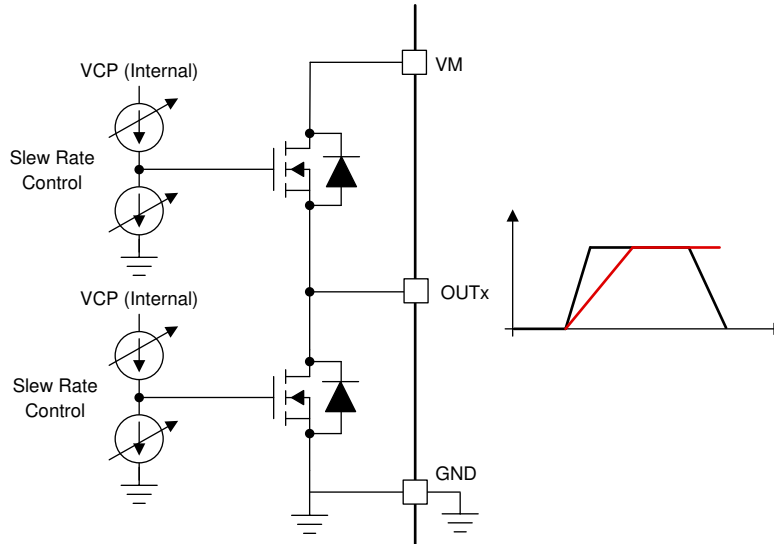 VM
VCP (Internal)
Slew Rate
Control
OUTx
VCP (Internal)
Slew Rate
Control
GND